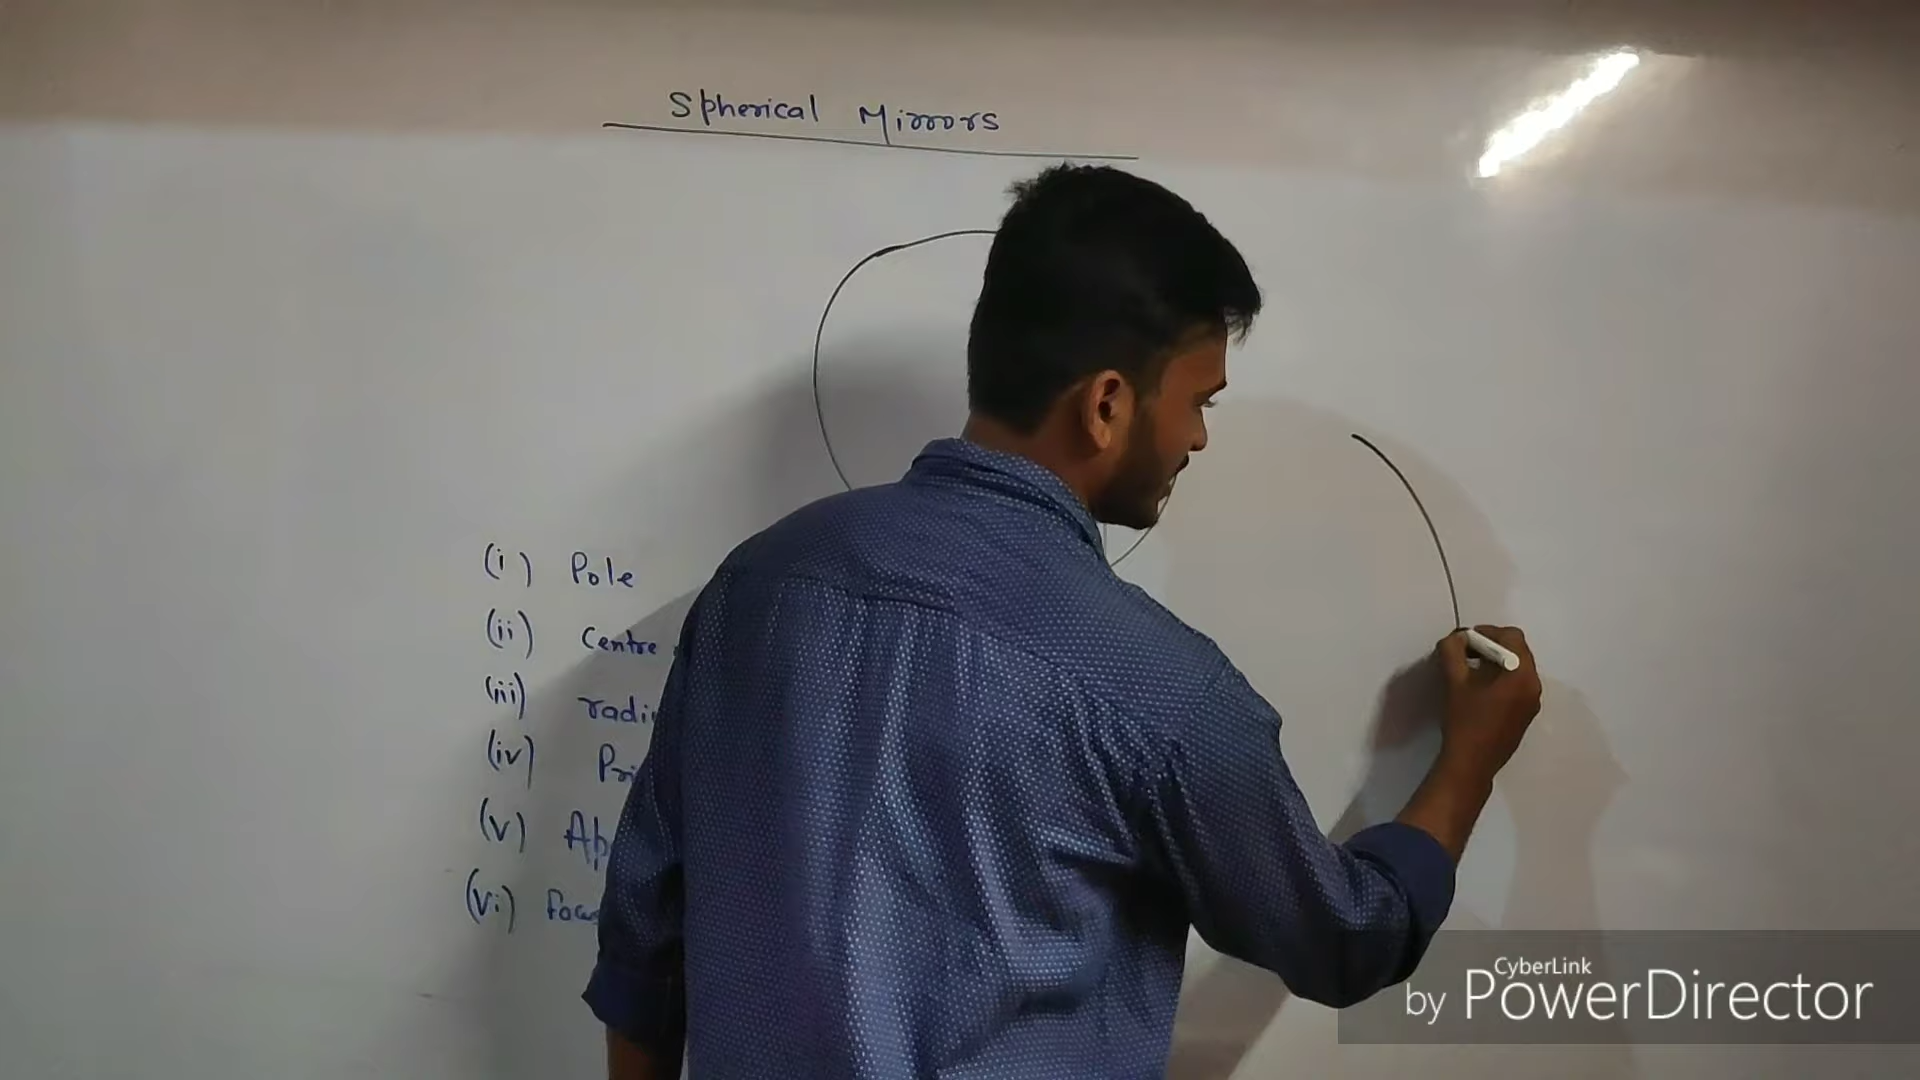 Spherical Mirrors
(i) Pole
(ii) Centre
(iii)
(iv)
(v)
(vi)
CyberLink
by PowerDirector